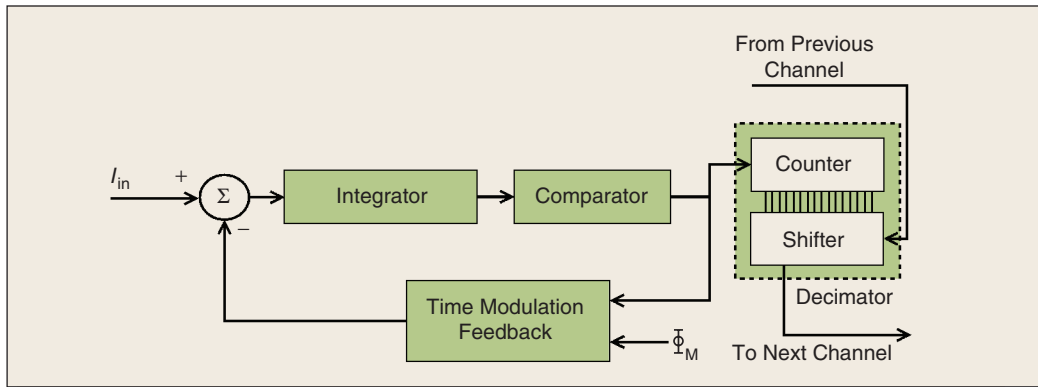 From Previous
Channel
I_in
+
Σ
−
Integrator
Comparator
Counter
Shifter
Decimator
Time Modulation
Feedback
Φ_M
To Next Channel